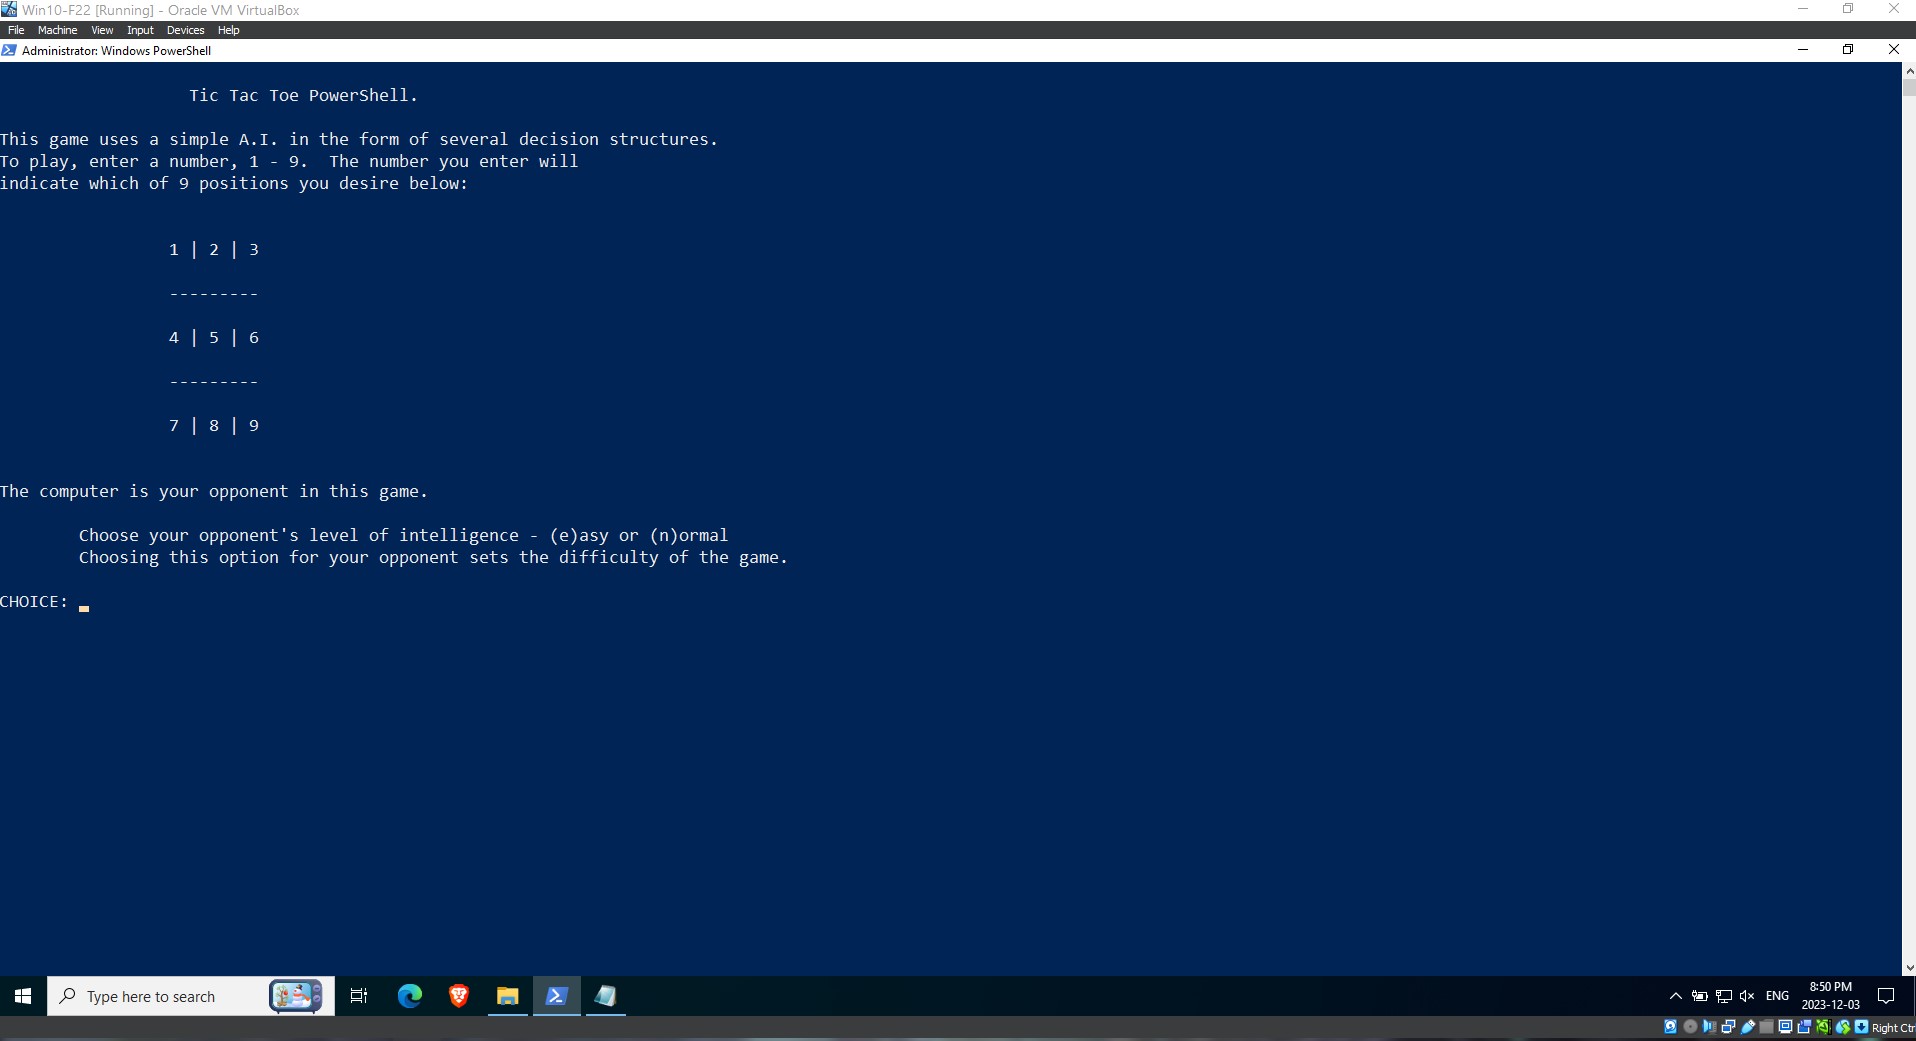 Win10-F22 [Running] - Oracle VM VirtualBox
File Machine View Input Devices Help
Administrator: Windows PowerShell
Tic Tac Toe PowerShell.
This game uses a simple A.I. in the form of several decision structures.
To play, enter a number, 1 - 9.  The number you enter will
indicate which of 9 positions you desire below:
1 | 2 | 3
---------
4 | 5 | 6
---------
7 | 8 | 9
The computer is your opponent in this game.
Choose your opponent's level of intelligence - (e)asy or (n)ormal
Choosing this option for your opponent sets the difficulty of the game.
CHOICE:
Type here to search
ENG
8:50 PM
2023-12-03
Right Ctrl